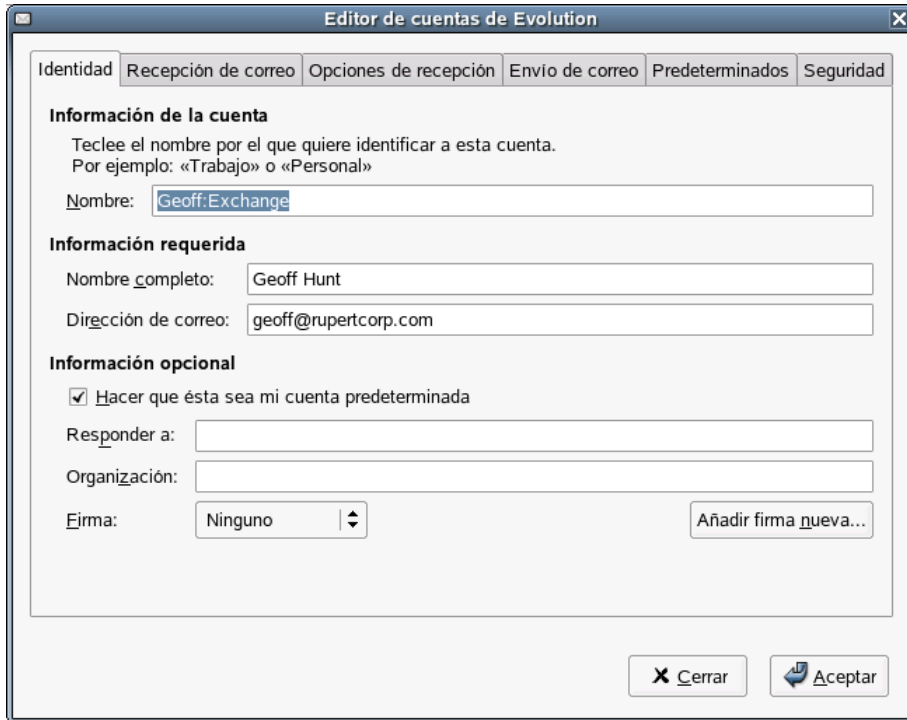 Editor de cuentas de Evolution
Identidad
Recepción de correo
Opciones de recepción
Envío de correo
Predeterminados
Seguridad
Información de la cuenta
Teclee el nombre por el que quiere identificar a esta cuenta.
Por ejemplo: «Trabajo» o «Personal»
Nombre: Geoff:Exchange
Información requerida
Nombre completo: Geoff Hunt
Dirección de correo: geoff@rupertcorp.com
Información opcional
Hacer que ésta sea mi cuenta predeterminada
Responder a:
Organización:
Firma: Ninguno Añadir firma nueva...
Cerrar Aceptar